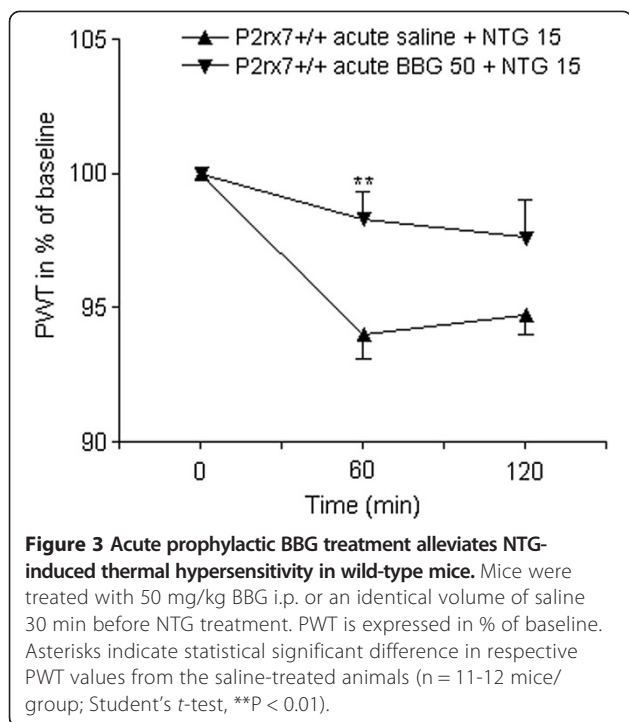 105
P2rx7+/+ acute saline + NTG 15
P2rx7+/+ acute BBG 50 + NTG 15
**
100
95
90
PWT in % of baseline
0 60 120
Time (min)
Figure 3 Acute prophylactic BBG treatment alleviates NTG-
induced thermal hypersensitivity in wild-type mice. Mice were
treated with 50 mg/kg BBG i.p. or an identical volume of saline
30 min before NTG treatment. PWT is expressed in % of baseline.
Asterisks indicate statistical significant difference in respective
PWT values from the saline-treated animals (n = 11-12 mice/
group; Student's t-test, **P < 0.01).